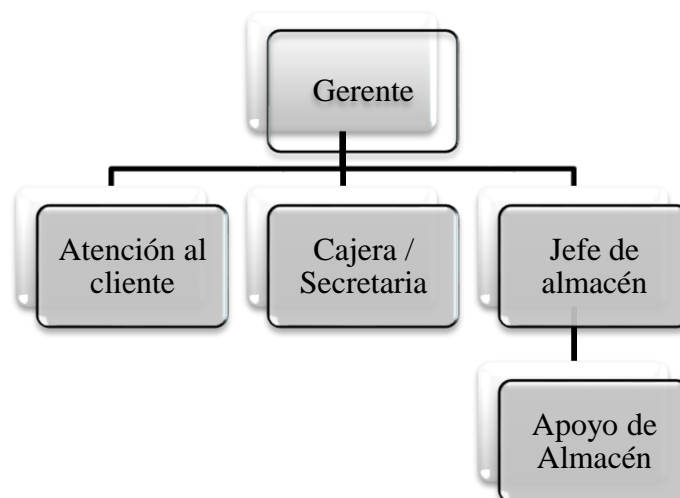 Gerente
Atención al
cliente
Cajera /
Secretaria
Jefe de
almacén
Apoyo de
Almacén